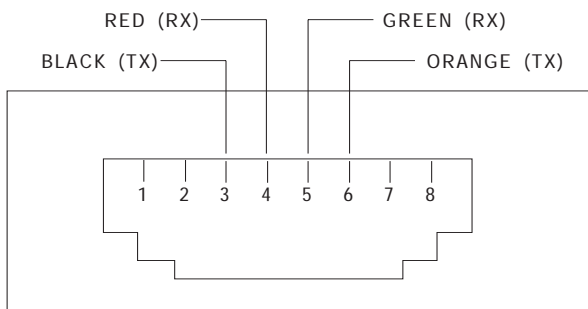 RED (RX) GREEN (RX)
BLACK (TX) ORANGE (TX)
1 2 3 4 5 6 7 8